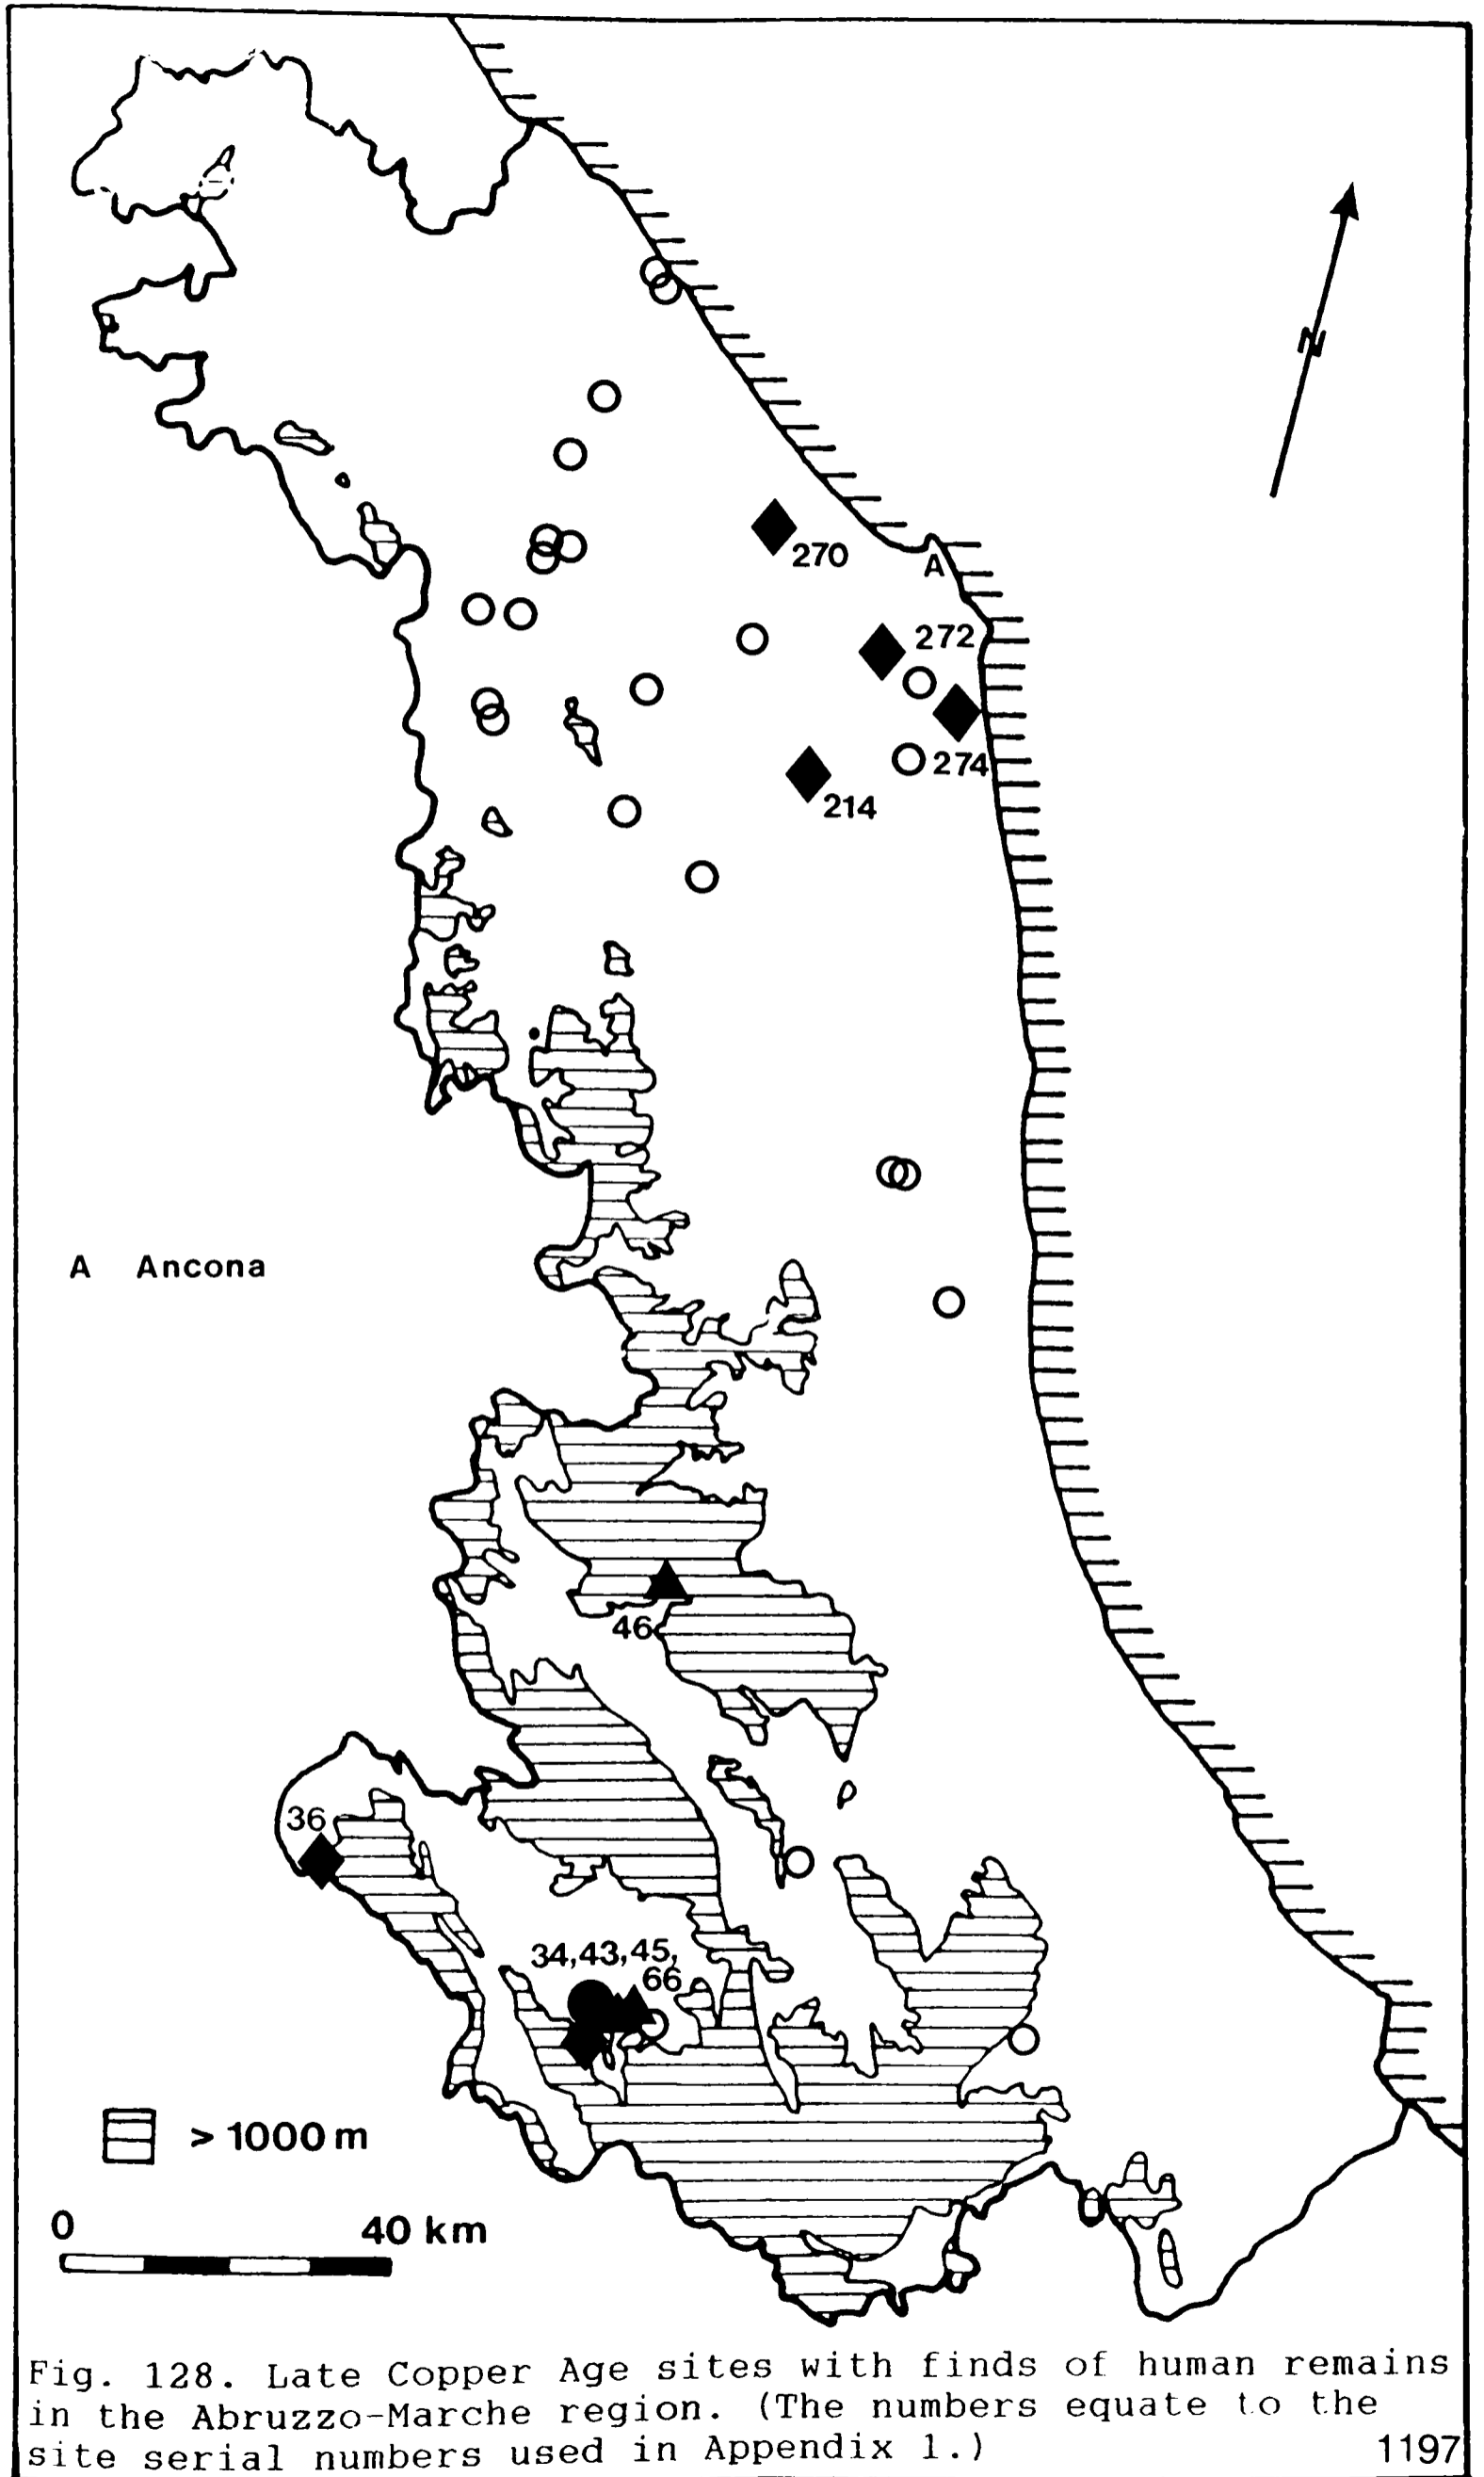 N
270
A
272
274
214
A Ancona
46
36
34,43,45,
66
> 1000 m
0 40 km
Fig. 128. Late Copper Age sites with finds of human remains
in the Abruzzo-Marche region. (The numbers equate to the
site serial numbers used in Appendix 1.)
1197